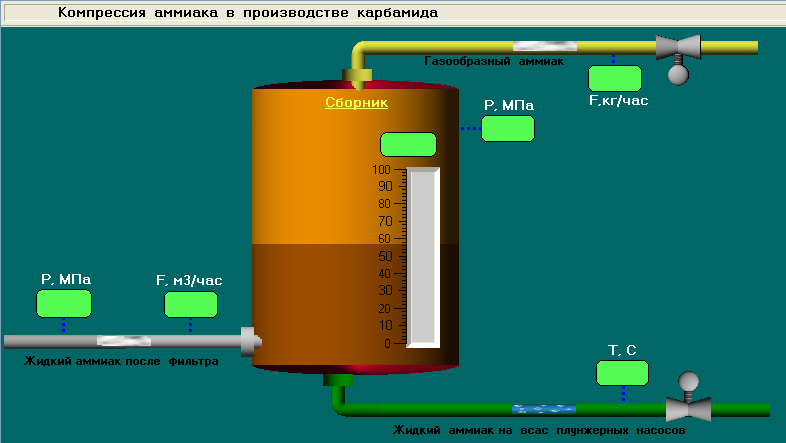 Компрессия аммиака в производстве карбамида
Газообразный аммиак
F,кг/час
Сборник
P, МПа
100
90
80
70
60
50
40
30
20
10
0
P, МПа
F, м3/час
Жидкий аммиак после фильтра
T, C
Жидкий аммиак на всас плунжерных насосов